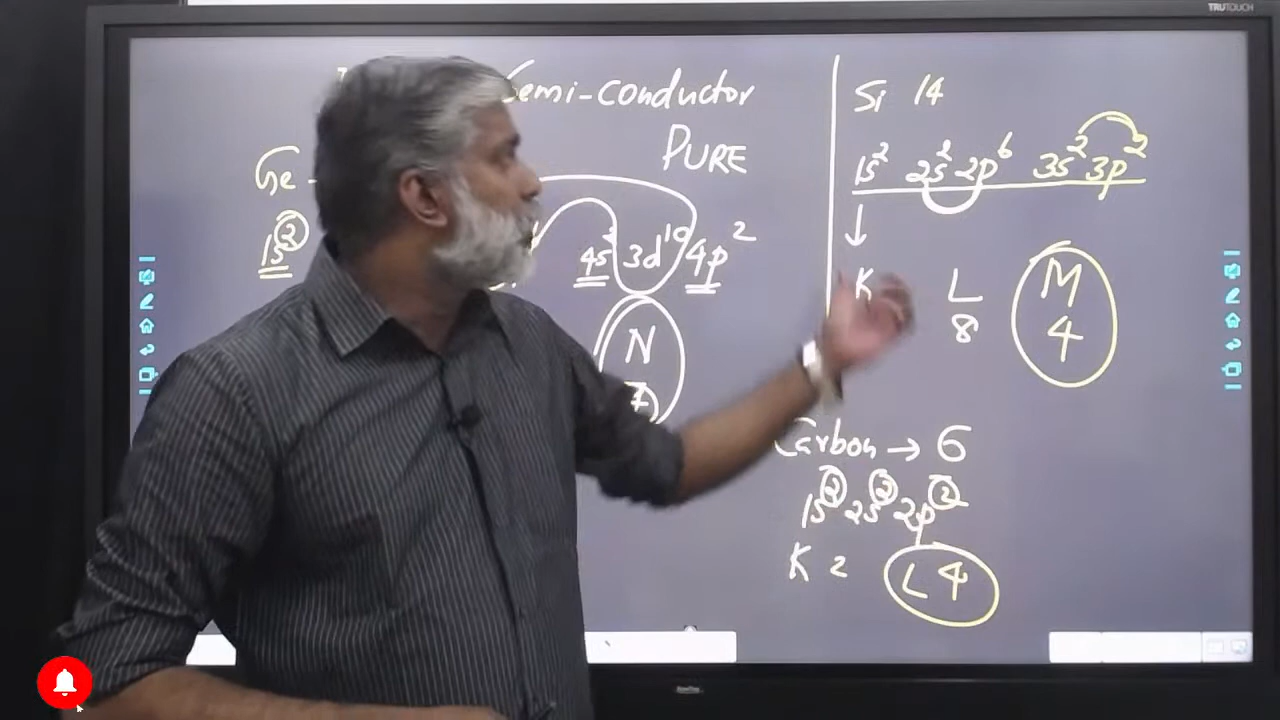 TRUTOUCH
Semi-conductor
PURE
Ge
1s² 4s² 3d¹⁰ 4p²
N
Si 14
1s² 2s² 2p⁶ 3s² 3p²
K L M
8 4
Carbon → 6
1s² 2s² 2p²
K 2 L 4